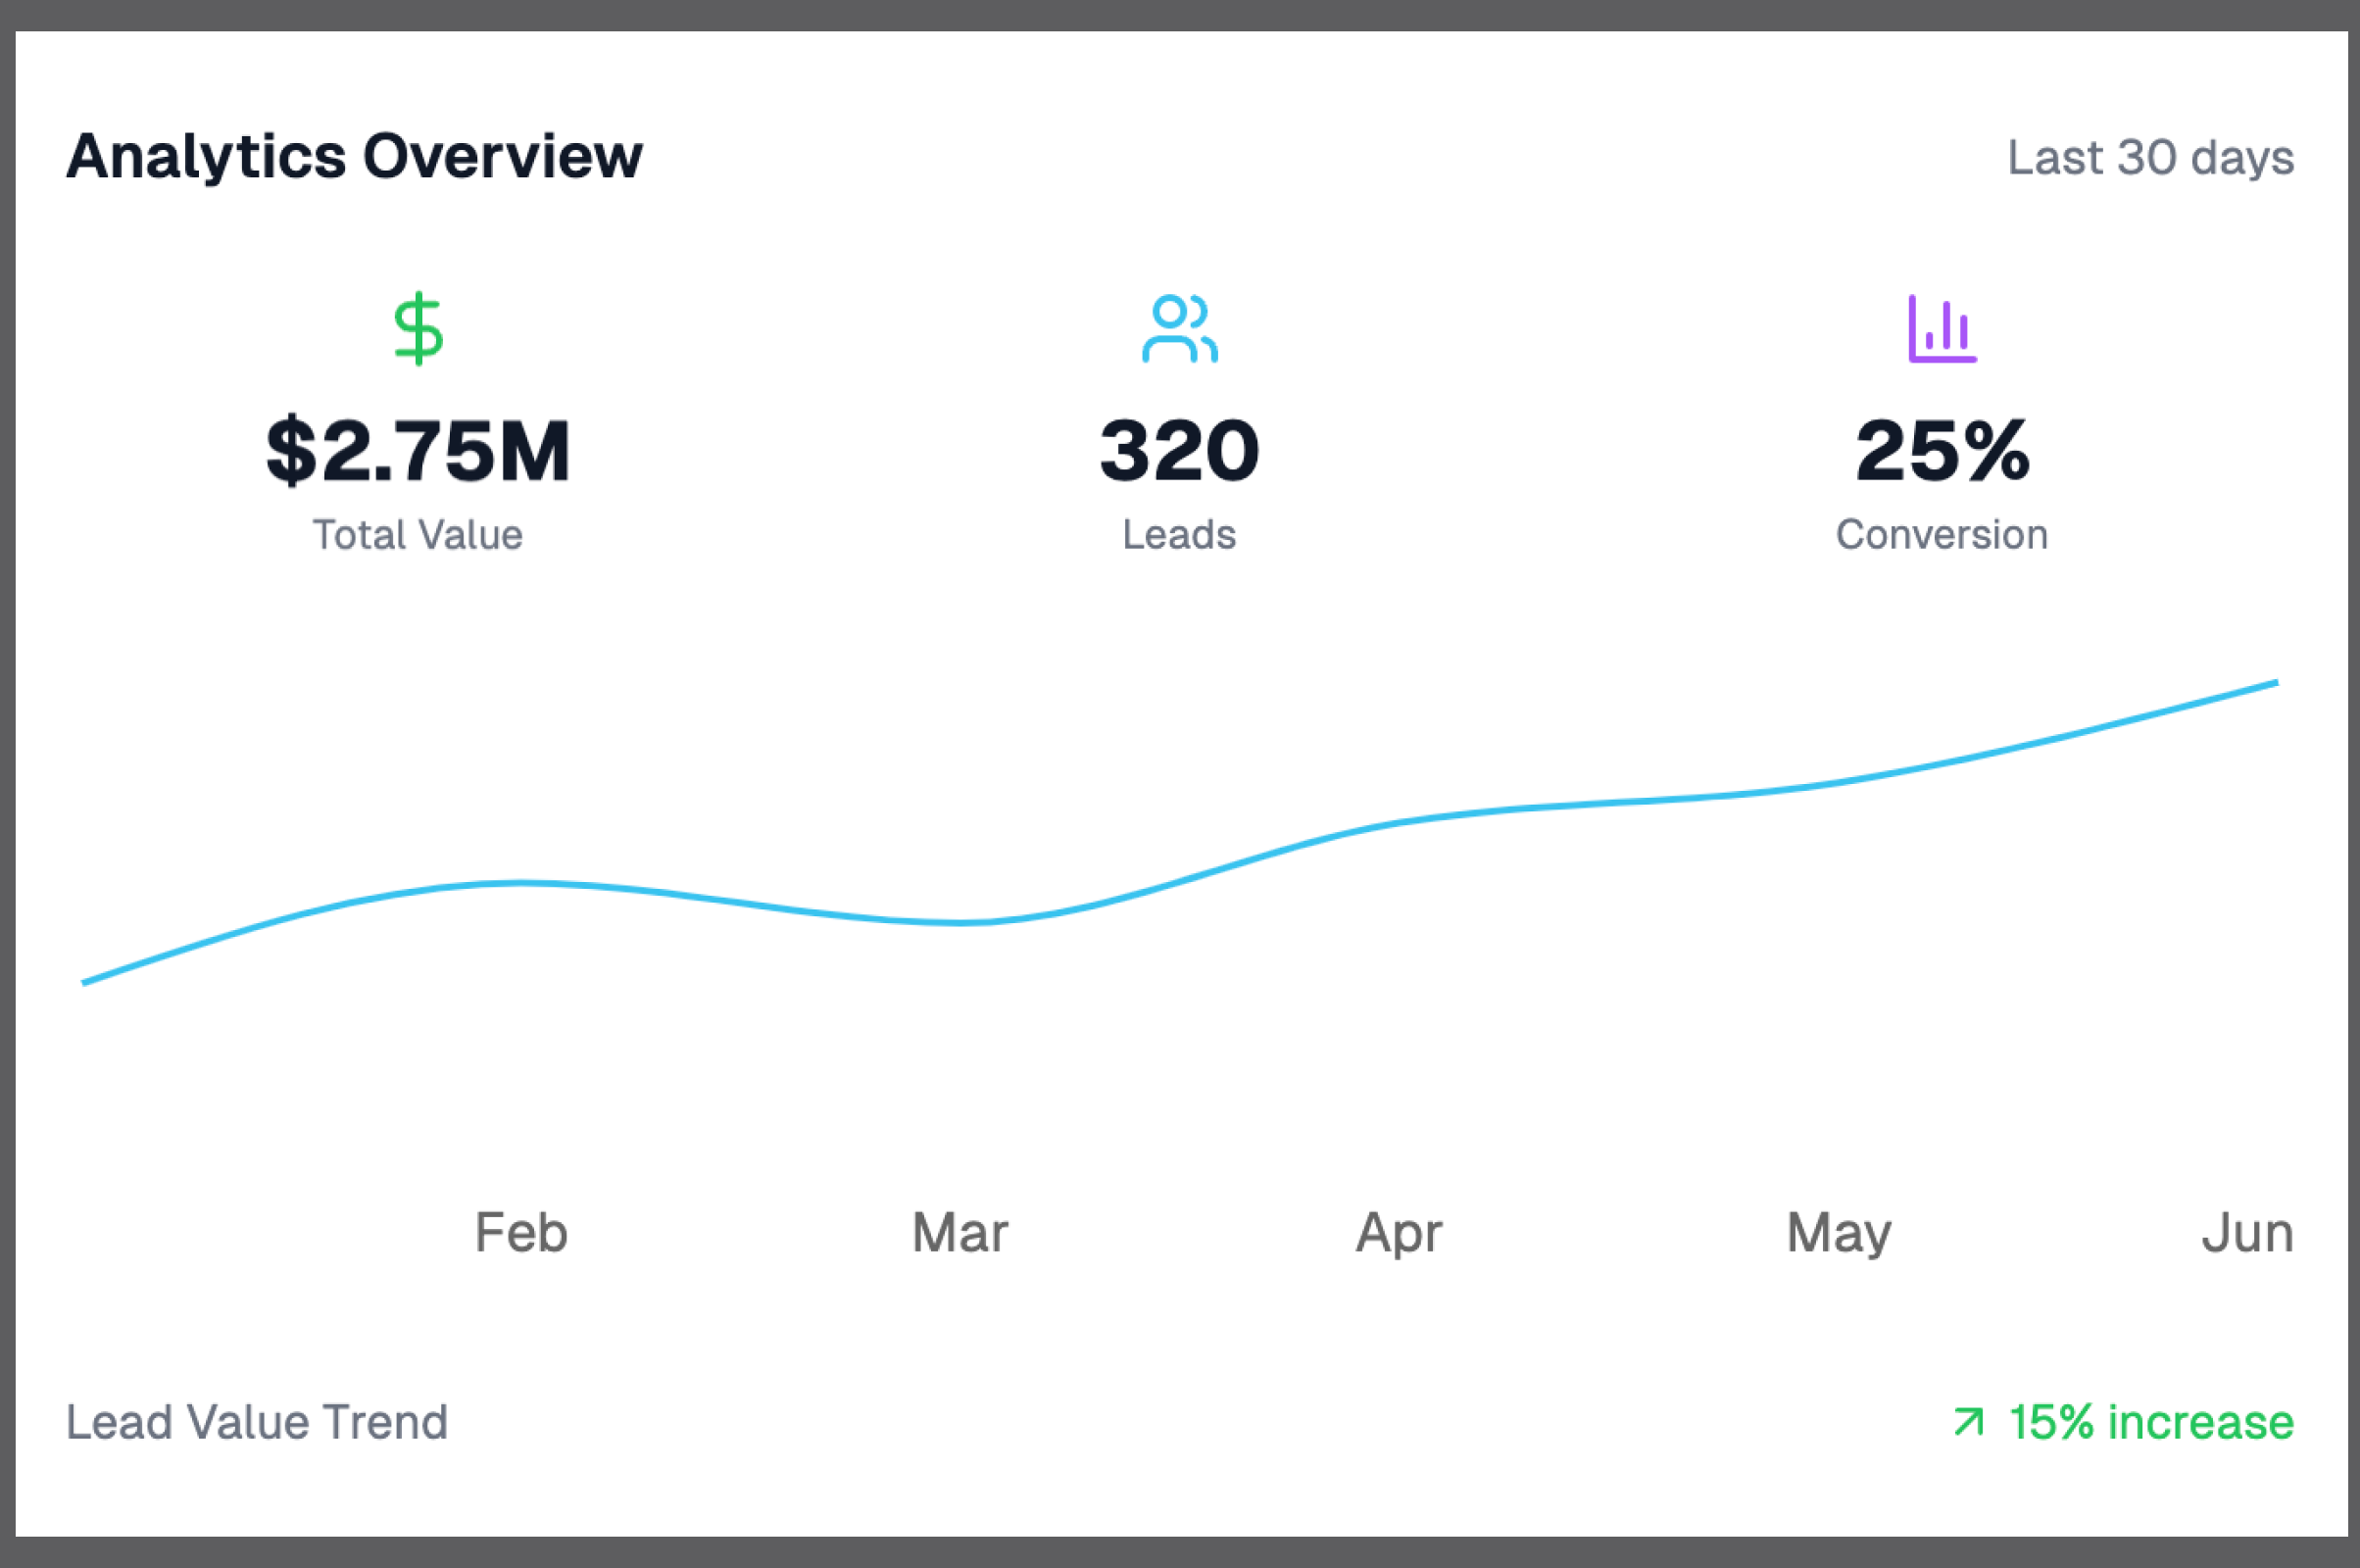 Analytics Overview
Last 30 days
$2.75M
320
25%
Total Value
Leads
Conversion
Feb
Mar
Apr
May
Jun
Lead Value Trend
15% increase